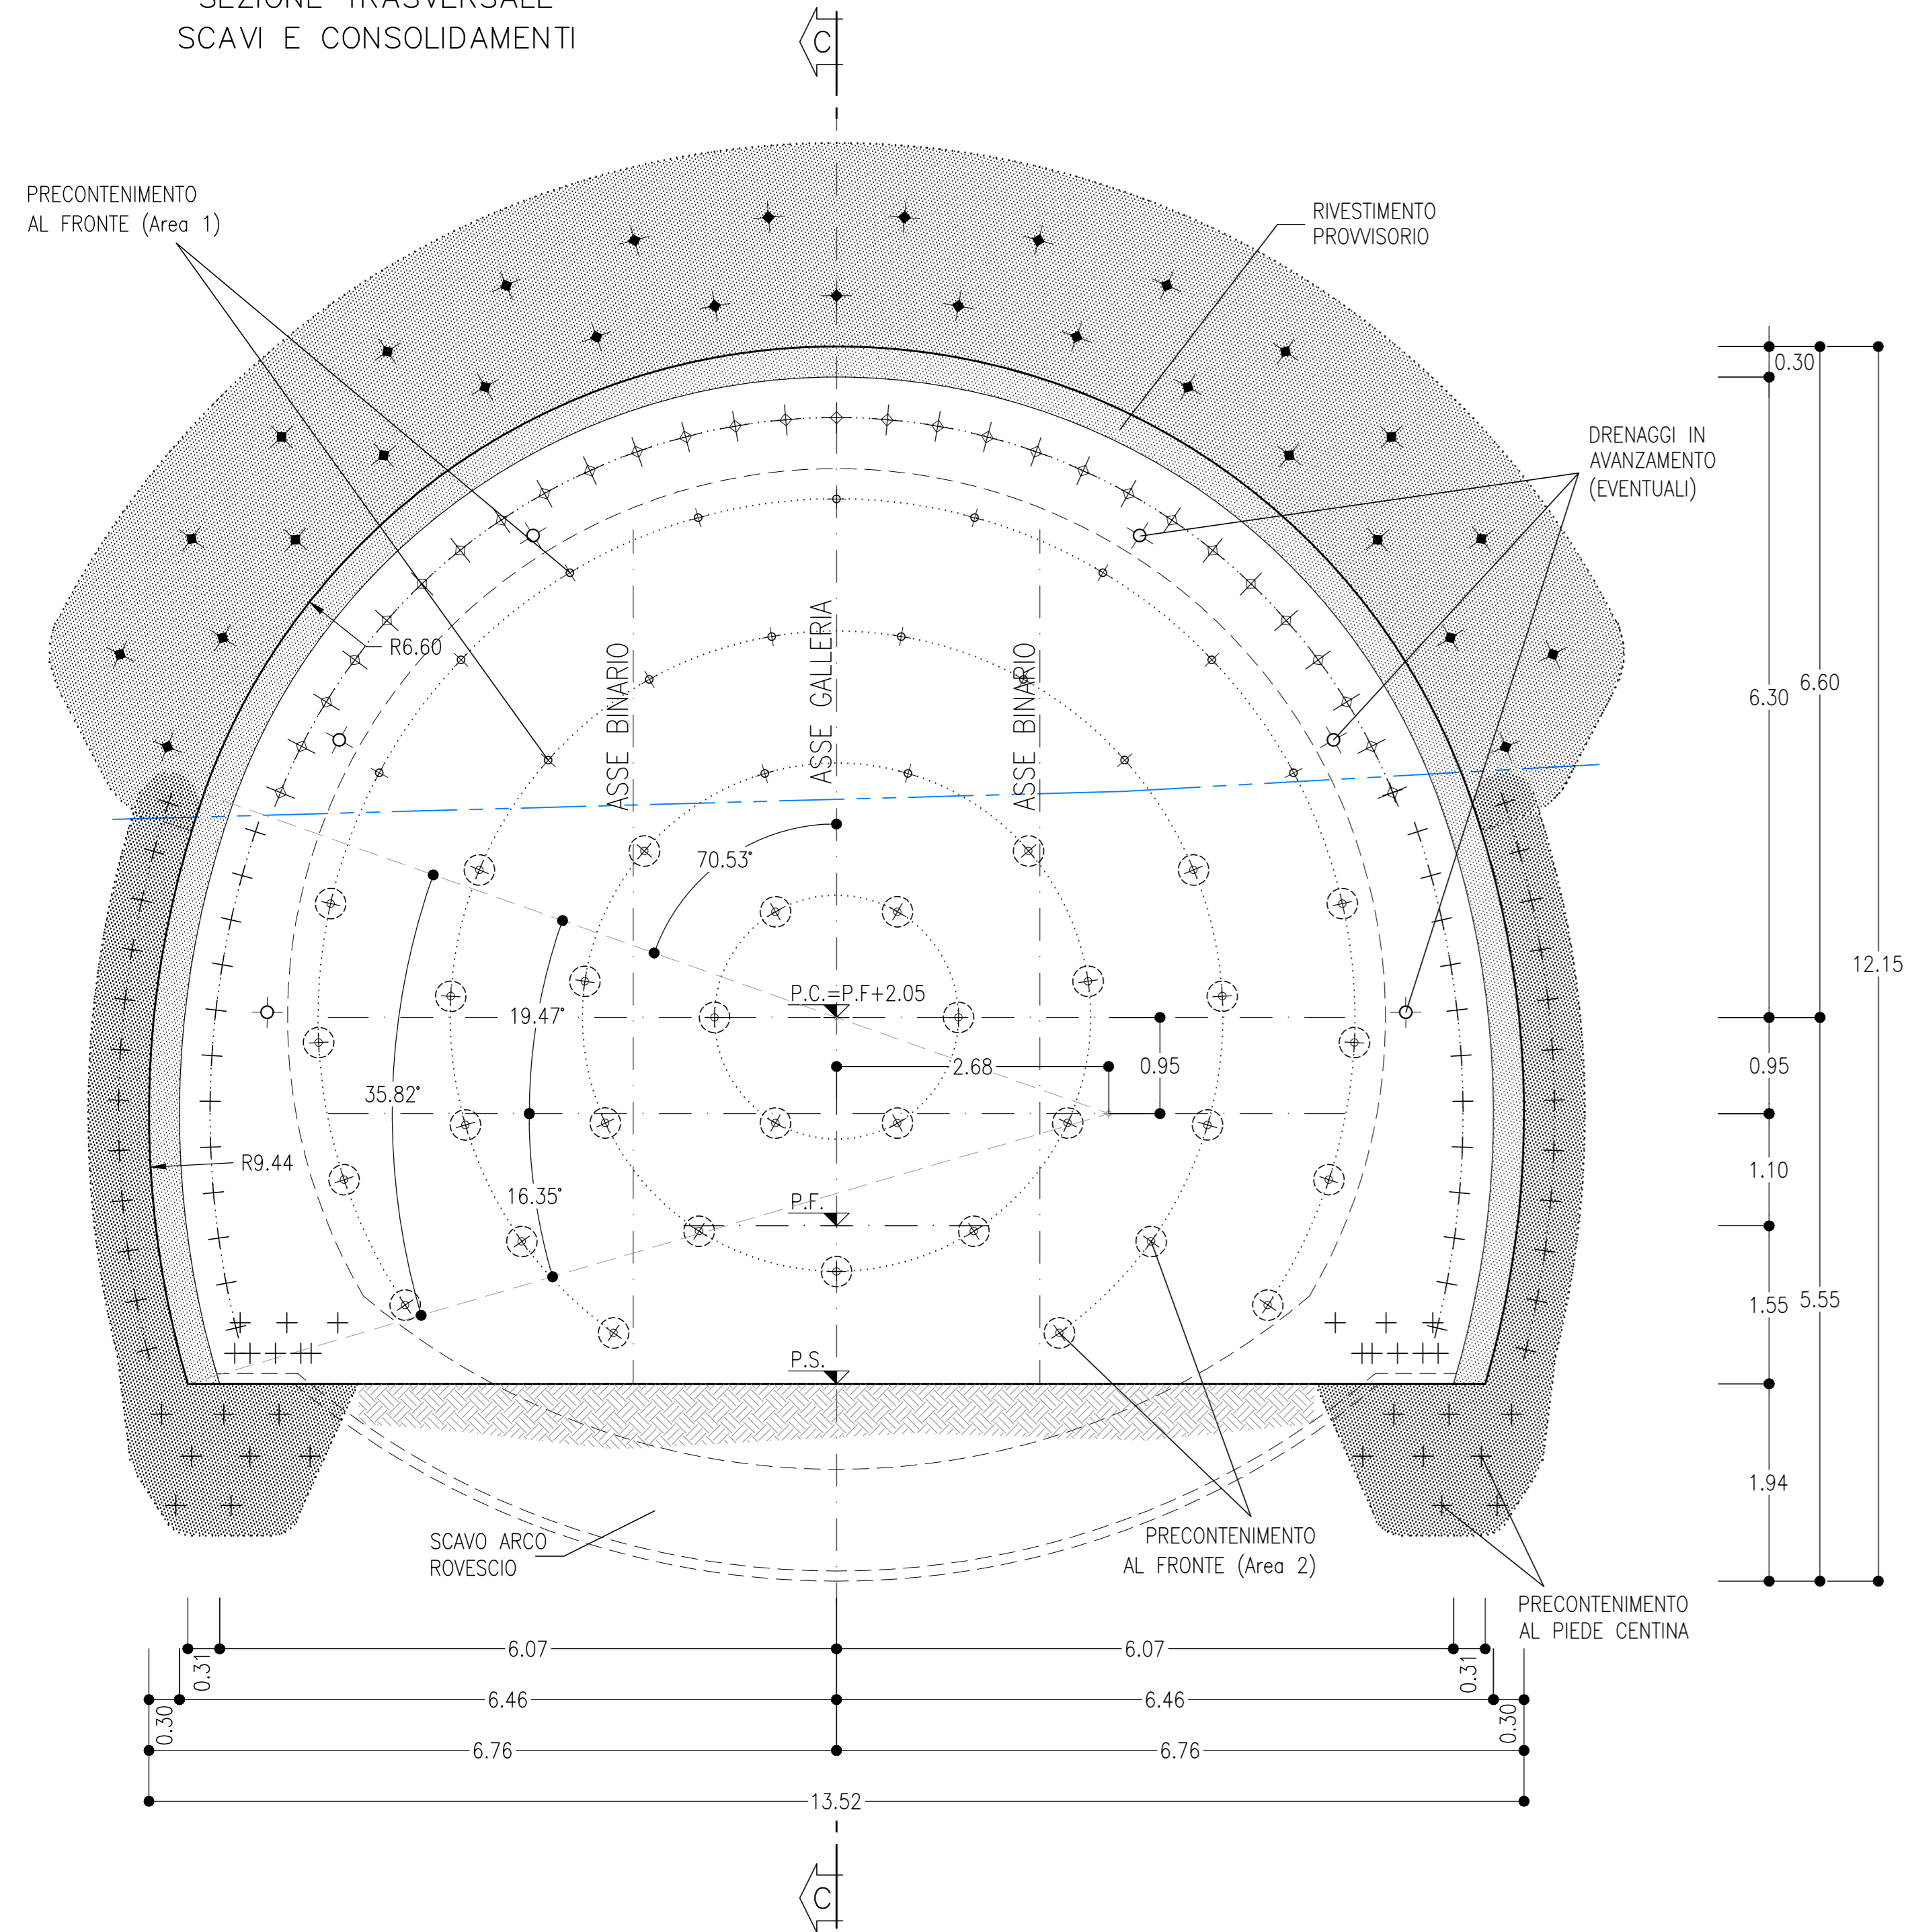 SEZIONE TRASVERSALE
SCAVI E CONSOLIDAMENTI
C
PRECONTENIMENTO
AL FRONTE (Area 1)
RIVESTIMENTO
PROVVISORIO
DRENAGGI IN
AVANZAMENTO
(EVENTUALI)
R6.60
ASSE BINARIO
ASSE GALLERIA
ASSE BINARIO
70.53°
19.47°
35.82°
16.35°
P.C.=P.F+2.05
2.68
0.95
R9.44
P.F.
P.S.
SCAVO ARCO
ROVESCIO
PRECONTENIMENTO
AL FRONTE (Area 2)
PRECONTENIMENTO
AL PIEDE CENTINA
0.30
6.30
6.60
12.15
0.95
1.10
1.55
5.55
1.94
0.31
6.07
6.07
0.31
0.30
6.46
6.46
0.30
6.76
6.76
13.52
C